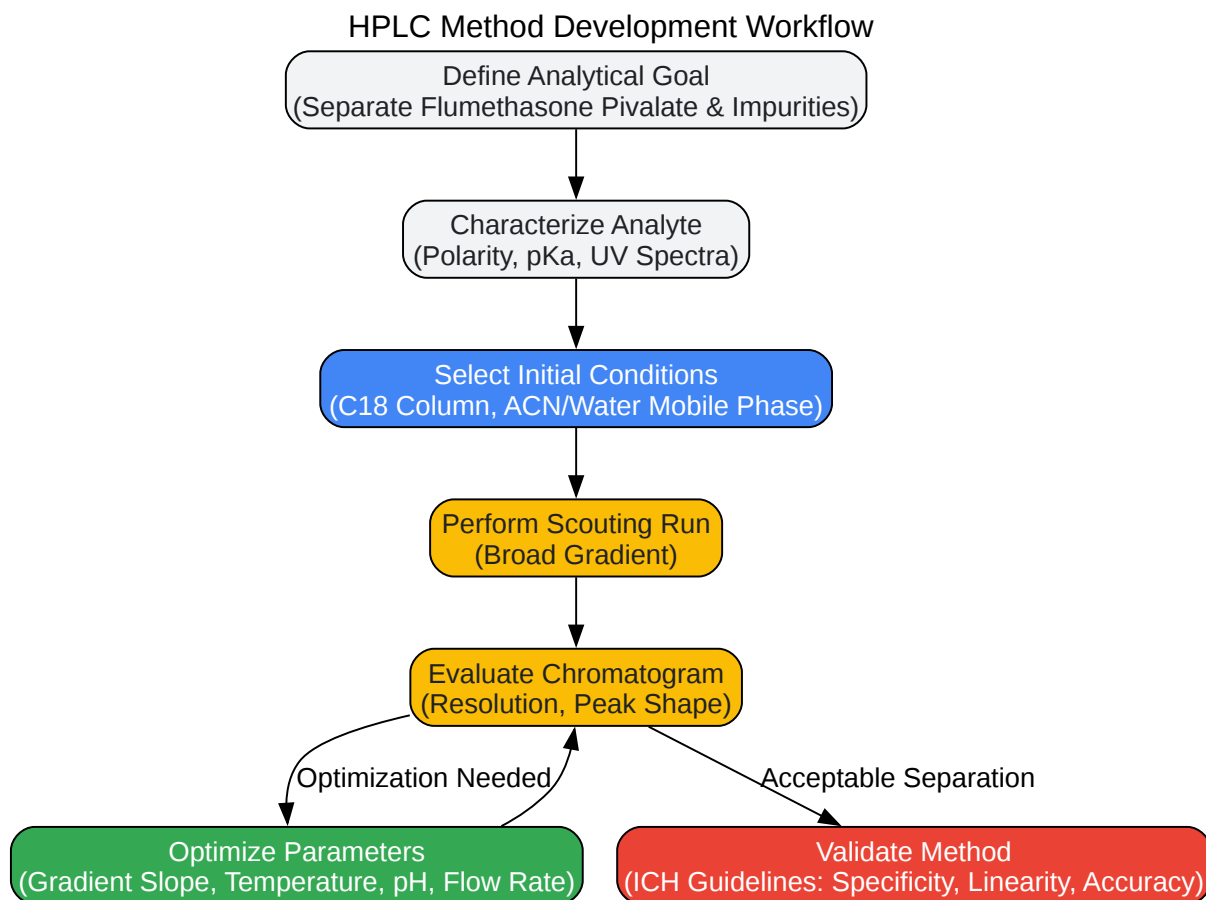 HPLC Method Development Workflow
Define Analytical Goal
(Separate Flumethasone Pivalate & Impurities)
Characterize Analyte
(Polarity, pKa, UV Spectra)
Select Initial Conditions
(C18 Column, ACN/Water Mobile Phase)
Perform Scouting Run
(Broad Gradient)
Evaluate Chromatogram
(Resolution, Peak Shape)
Optimization Needed
Acceptable Separation
Optimize Parameters
(Gradient Slope, Temperature, pH, Flow Rate)
Validate Method
(ICH Guidelines: Specificity, Linearity, Accuracy)